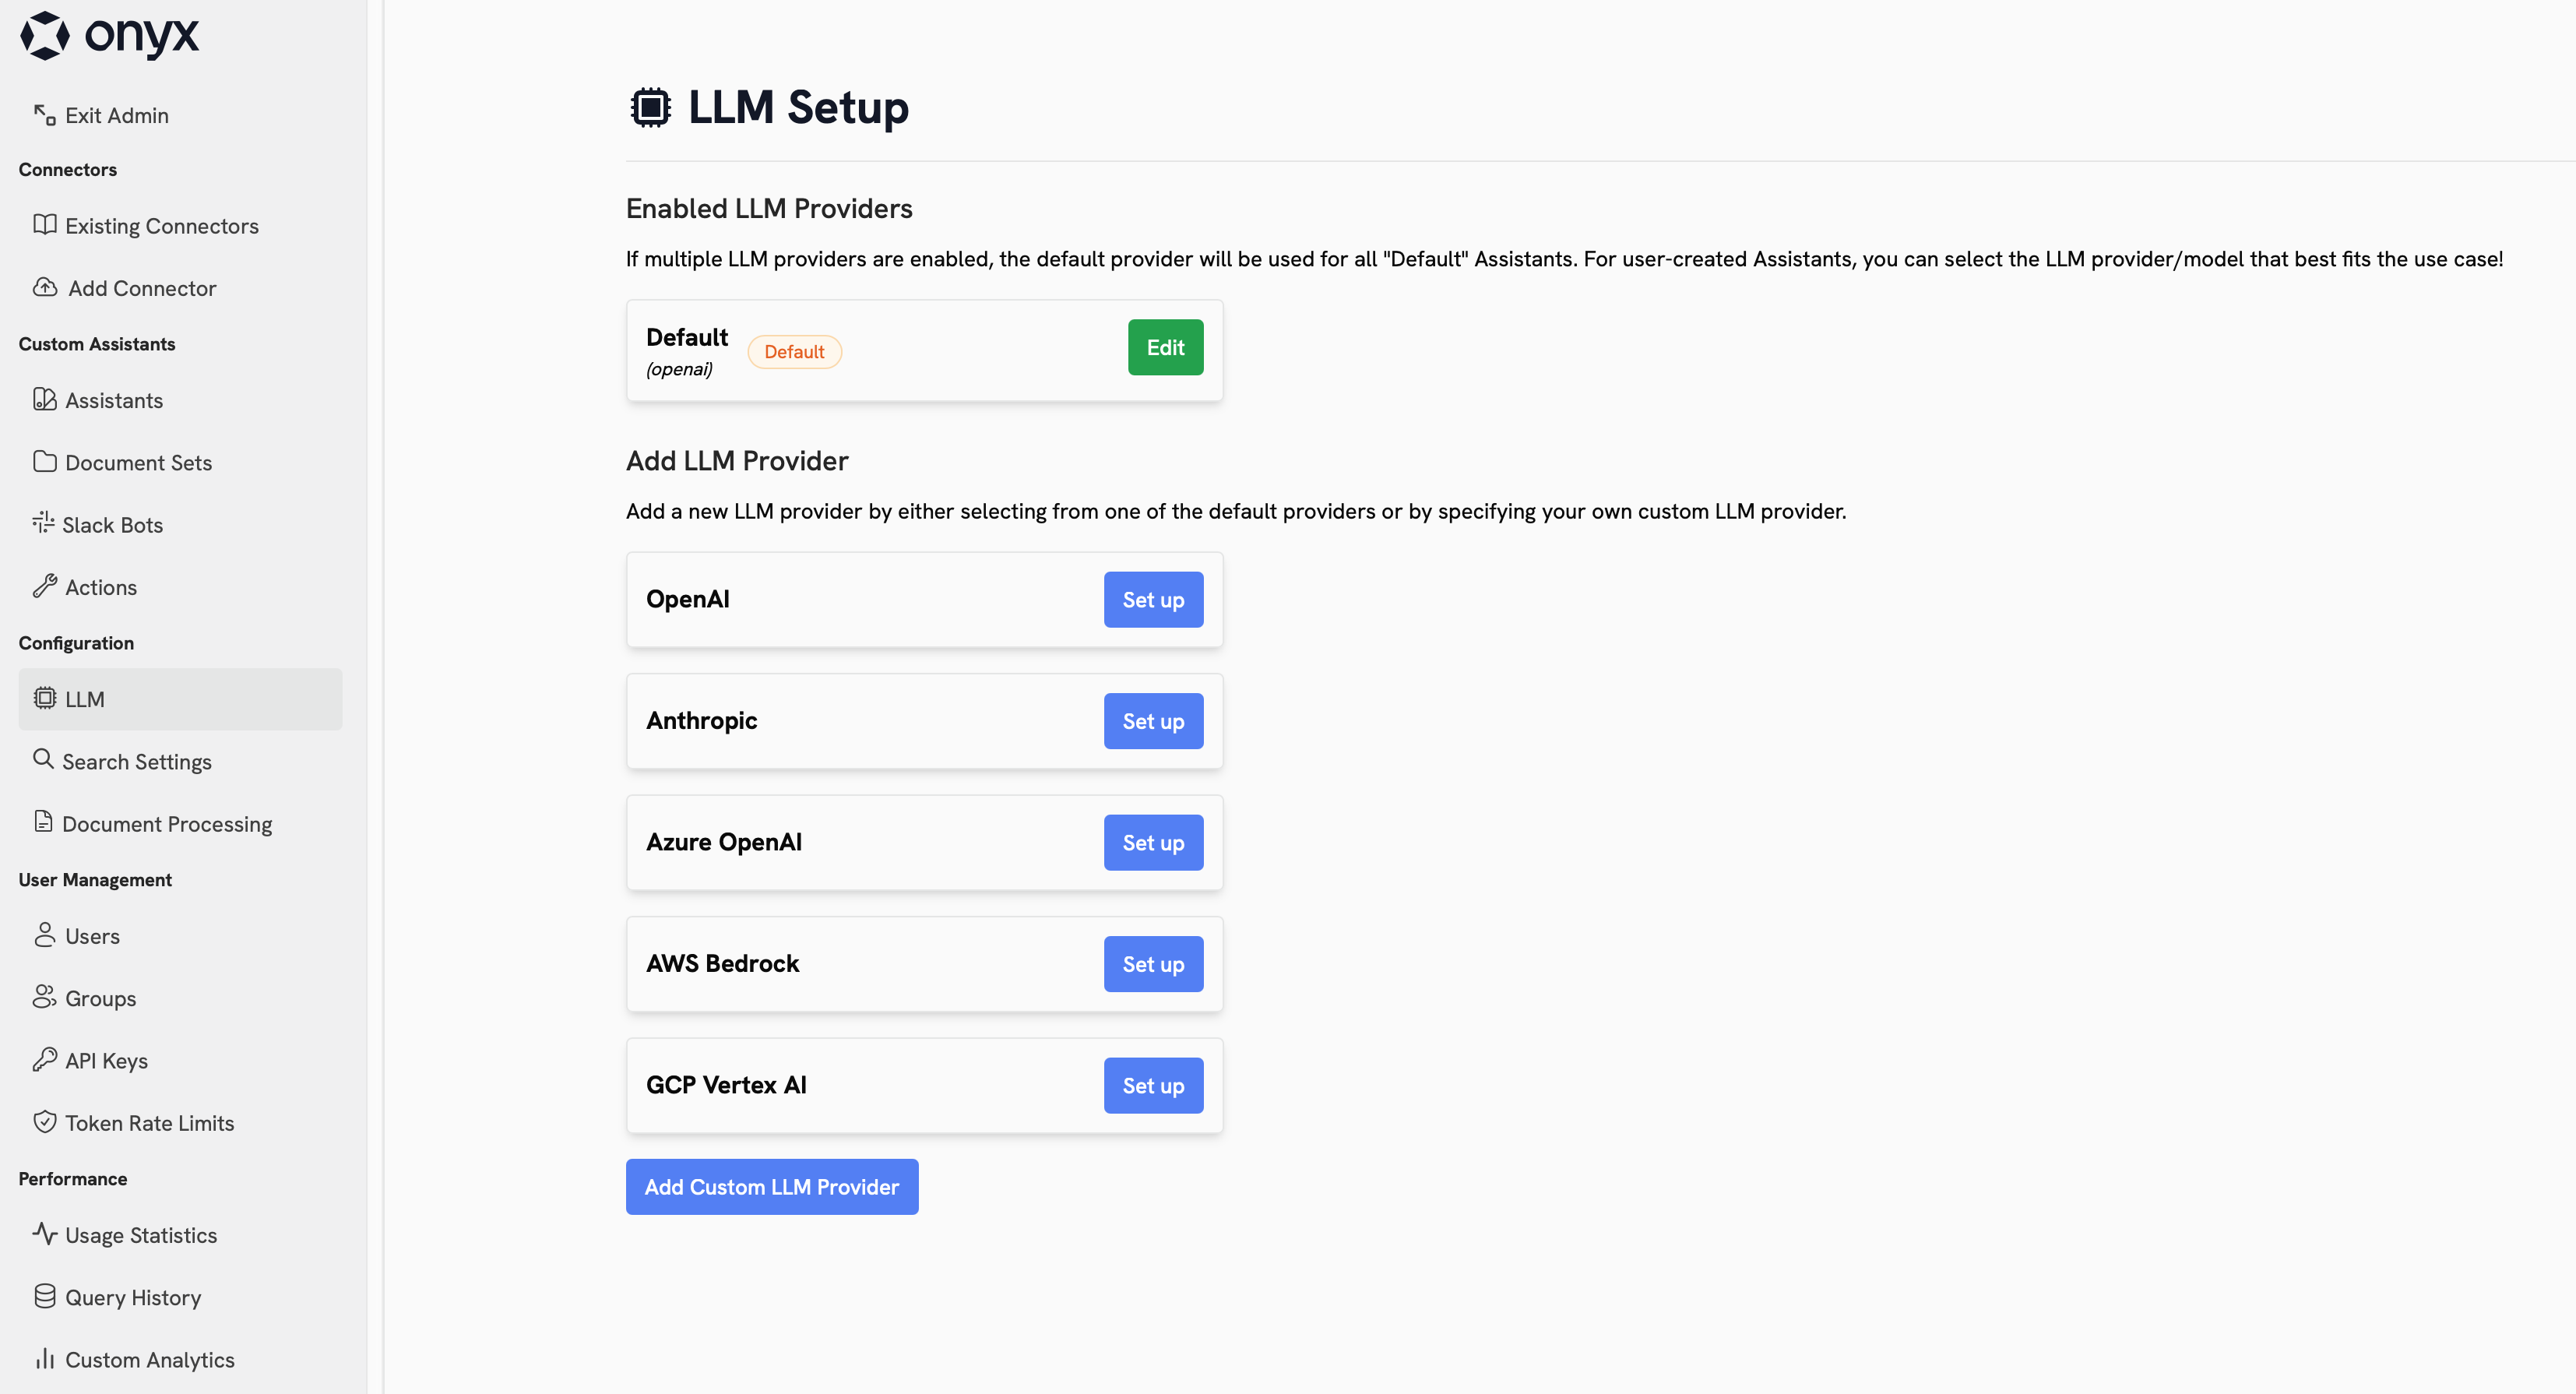 onyx
Exit Admin
Connectors
Existing Connectors
Add Connector
Custom Assistants
Assistants
Document Sets
Slack Bots
Actions
Configuration
LLM
Search Settings
Document Processing
User Management
Users
Groups
API Keys
Token Rate Limits
Performance
Usage Statistics
Query History
Custom Analytics
LLM Setup
Enabled LLM Providers
If multiple LLM providers are enabled, the default provider will be used for all "Default" Assistants. For user-created Assistants, you can select the LLM provider/model that best fits the use case!
Default
Default
(openai)
Edit
Add LLM Provider
Add a new LLM provider by either selecting from one of the default providers or by specifying your own custom LLM provider.
OpenAI
Set up
Anthropic
Set up
Azure OpenAI
Set up
AWS Bedrock
Set up
GCP Vertex AI
Set up
Add Custom LLM Provider